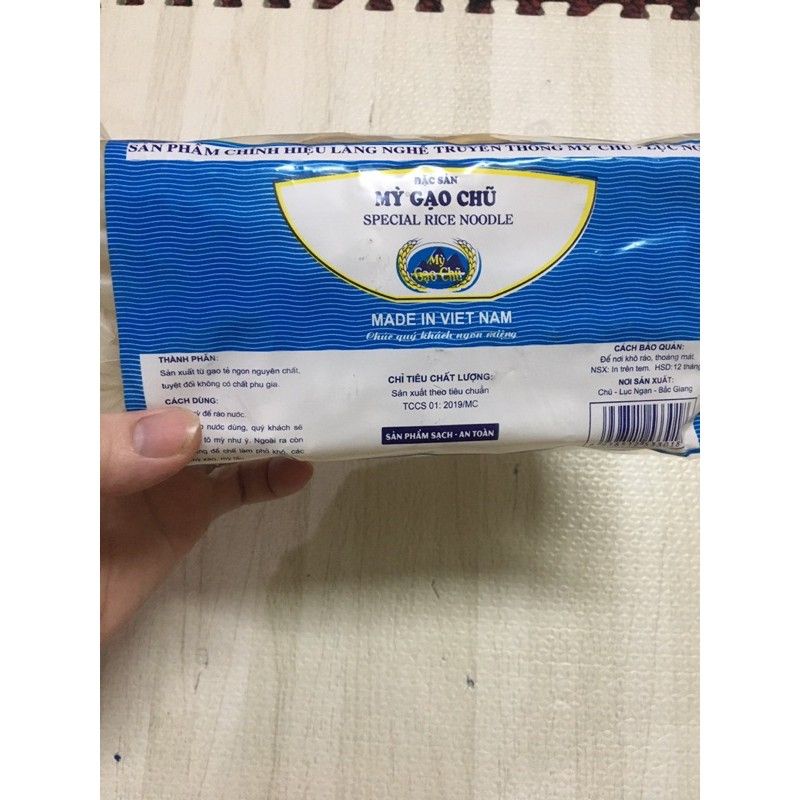 SẢN PHẨM CHÍNH HIỆU LÀNG NGHỀ TRUYỀN THỐNG MỲ CHŨ - LỤC NG
ĐẶC SẢN
MỲ GẠO CHŨ
SPECIAL RICE NOODLE
Mỳ
Gạo Chũ
MADE IN VIET NAM
Chúc quý khách ngon miệng
THÀNH PHẦN:
Sản xuất từ gạo tẻ ngon nguyên chất,
tuyệt đối không có chất phụ gia.
CÁCH DÙNG:
để ráo nước.
nước dùng, quý khách sẽ
tô mỳ như ý. Ngoài ra còn
để chế làm phở khô, các
CHỈ TIÊU CHẤT LƯỢNG:
Sản xuất theo tiêu chuẩn
TCCS 01: 2019/MC
SẢN PHẨM SẠCH - AN TOÀN
CÁCH BẢO QUẢN:
Để nơi khô ráo, thoáng mát
NSX: In trên tem. HSD: 12 tháng
NƠI SẢN XUẤT:
Chũ - Lục Ngạn - Bắc Giang